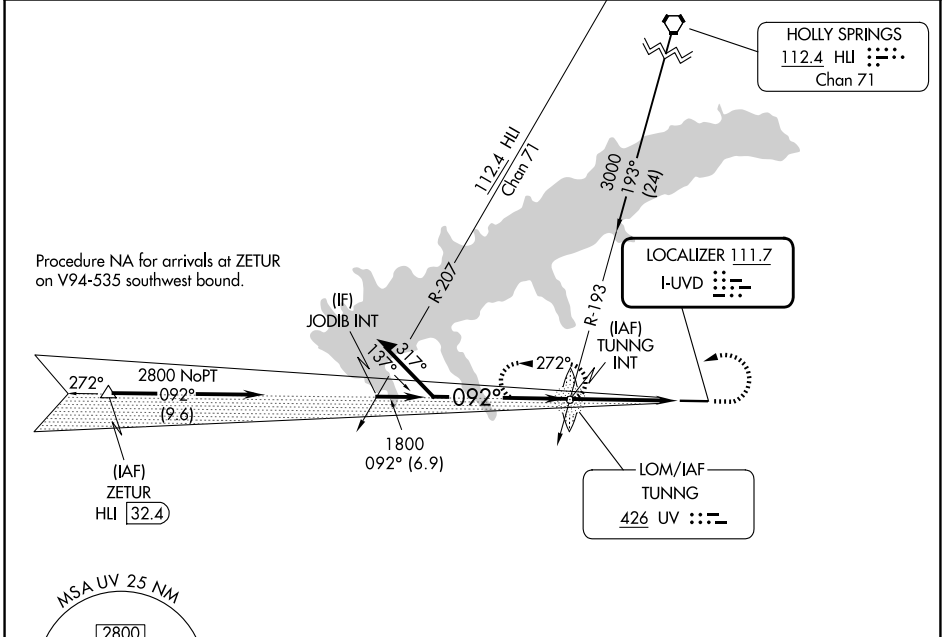 HOLLY SPRINGS
112.4 HLI
Chan 71
112.4 HLI
Chan 71
3000
193°
(24)
R-207
R-193
LOCALIZER 111.7
I-UVD
Procedure NA for arrivals at ZETUR
on V94-535 southwest bound.
(IF)
JODIB INT
(IAF)
TUNNG
INT
317°
137°
272°
272°
2800 NoPT
092°
(9.6)
092°
1800
092° (6.9)
(IAF)
ZETUR
HLI 32.4
LOM/IAF
TUNNG
426 UV
MSA UV 25 NM
2800